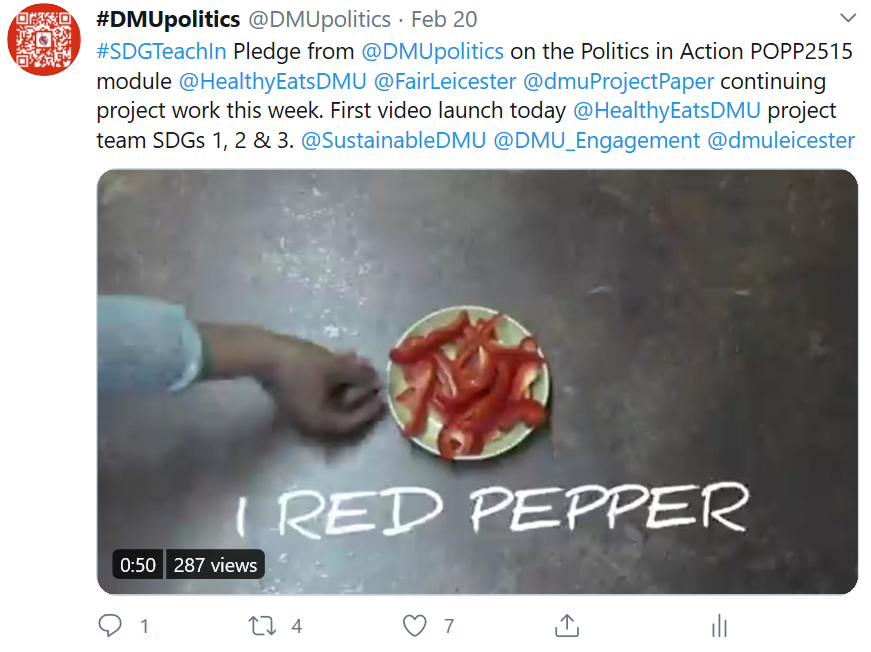 #DMUpolitics @DMUpolitics · Feb 20
#SDGTeachIn Pledge from @DMUpolitics on the Politics in Action POPP2515
module @HealthyEatsDMU @FairLeicester @dmuProjectPaper continuing
project work this week. First video launch today @HealthyEatsDMU project
team SDGs 1, 2 & 3. @SustainableDMU @DMU_Engagement @dmuleicester
1 RED PEPPER
0:50 287 views
1 4 7